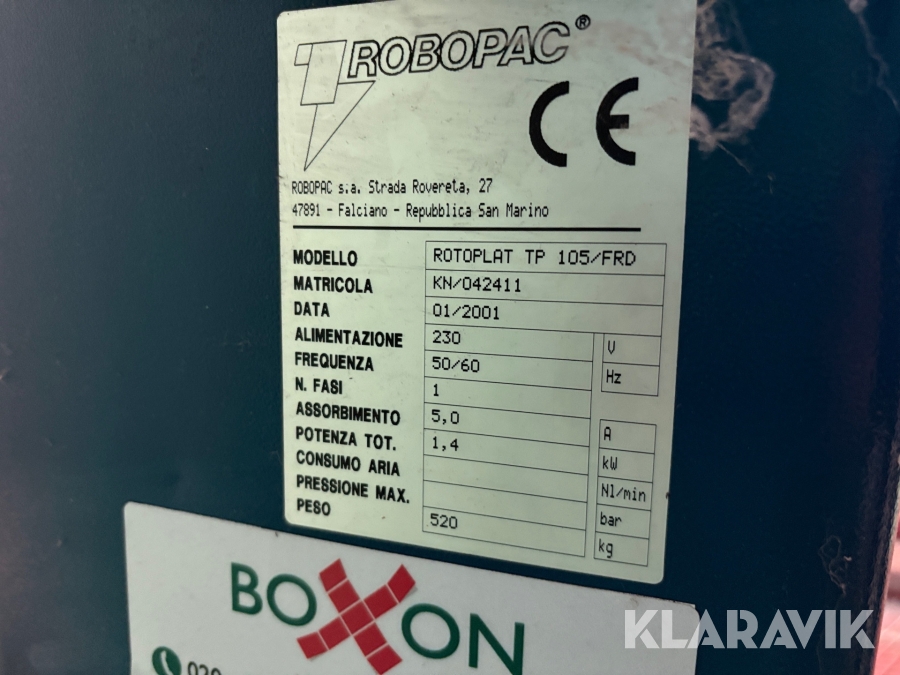 ROBOPAC®
CE
ROBOPAC s.a. Strada Rovereta, 27
47891 - Falciano - Repubblica San Marino
MODELLO ROTOPLAT TP 105/FRD
MATRICOLA KN/042411
DATA 01/2001
ALIMENTAZIONE 230 V
FREQUENZA 50/60 Hz
N. FASI 1
ASSORBIMENTO 5,0 A
POTENZA TOT. 1,4 kW
CONSUMO ARIA Nl/min
PRESSIONE MAX. bar
PESO 520 kg
BOXON
KLARAVIK